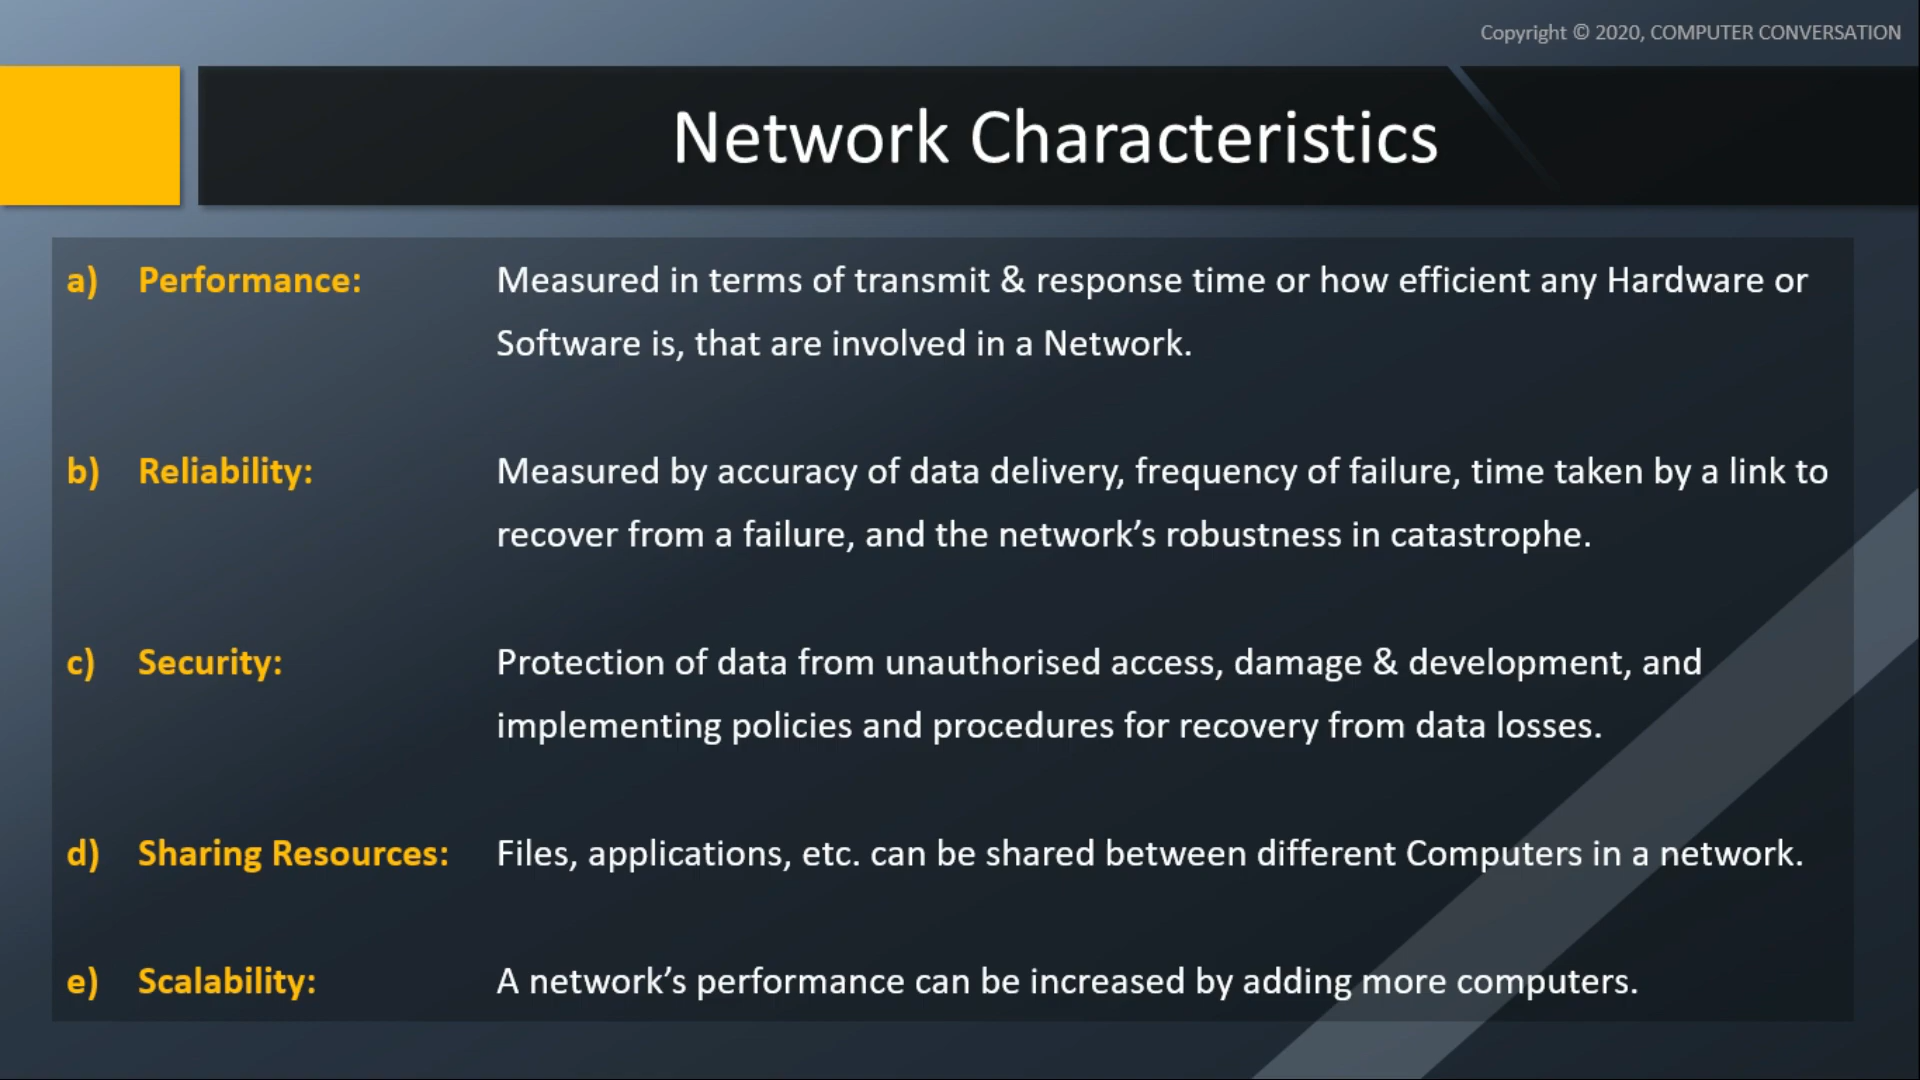 Copyright © 2020, COMPUTER CONVERSATION
Network Characteristics
a) Performance: Measured in terms of transmit & response time or how efficient any Hardware or
Software is, that are involved in a Network.
b) Reliability: Measured by accuracy of data delivery, frequency of failure, time taken by a link to
recover from a failure, and the network’s robustness in catastrophe.
c) Security: Protection of data from unauthorised access, damage & development, and
implementing policies and procedures for recovery from data losses.
d) Sharing Resources: Files, applications, etc. can be shared between different Computers in a network.
e) Scalability: A network’s performance can be increased by adding more computers.